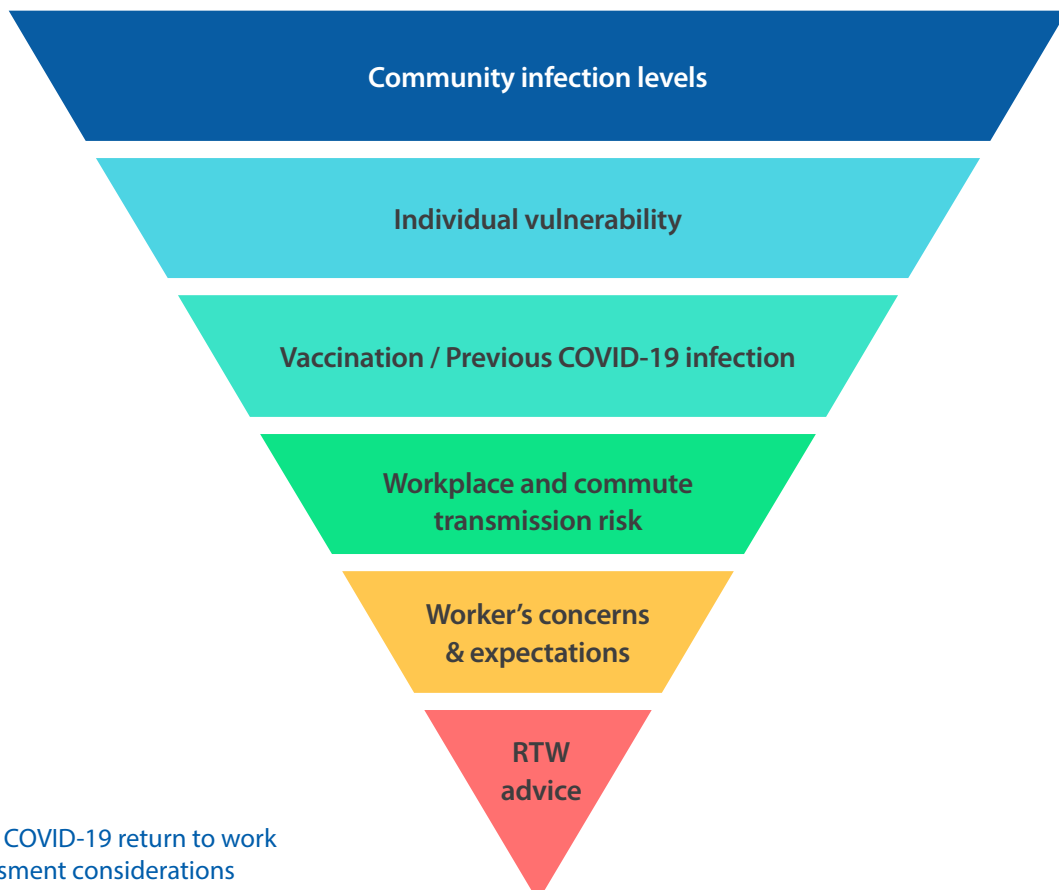 Community infection levels
Individual vulnerability
Vaccination / Previous COVID-19 infection
Workplace and commute
transmission risk
Worker’s concerns
& expectations
RTW
advice
COVID-19 return to work
sment considerations